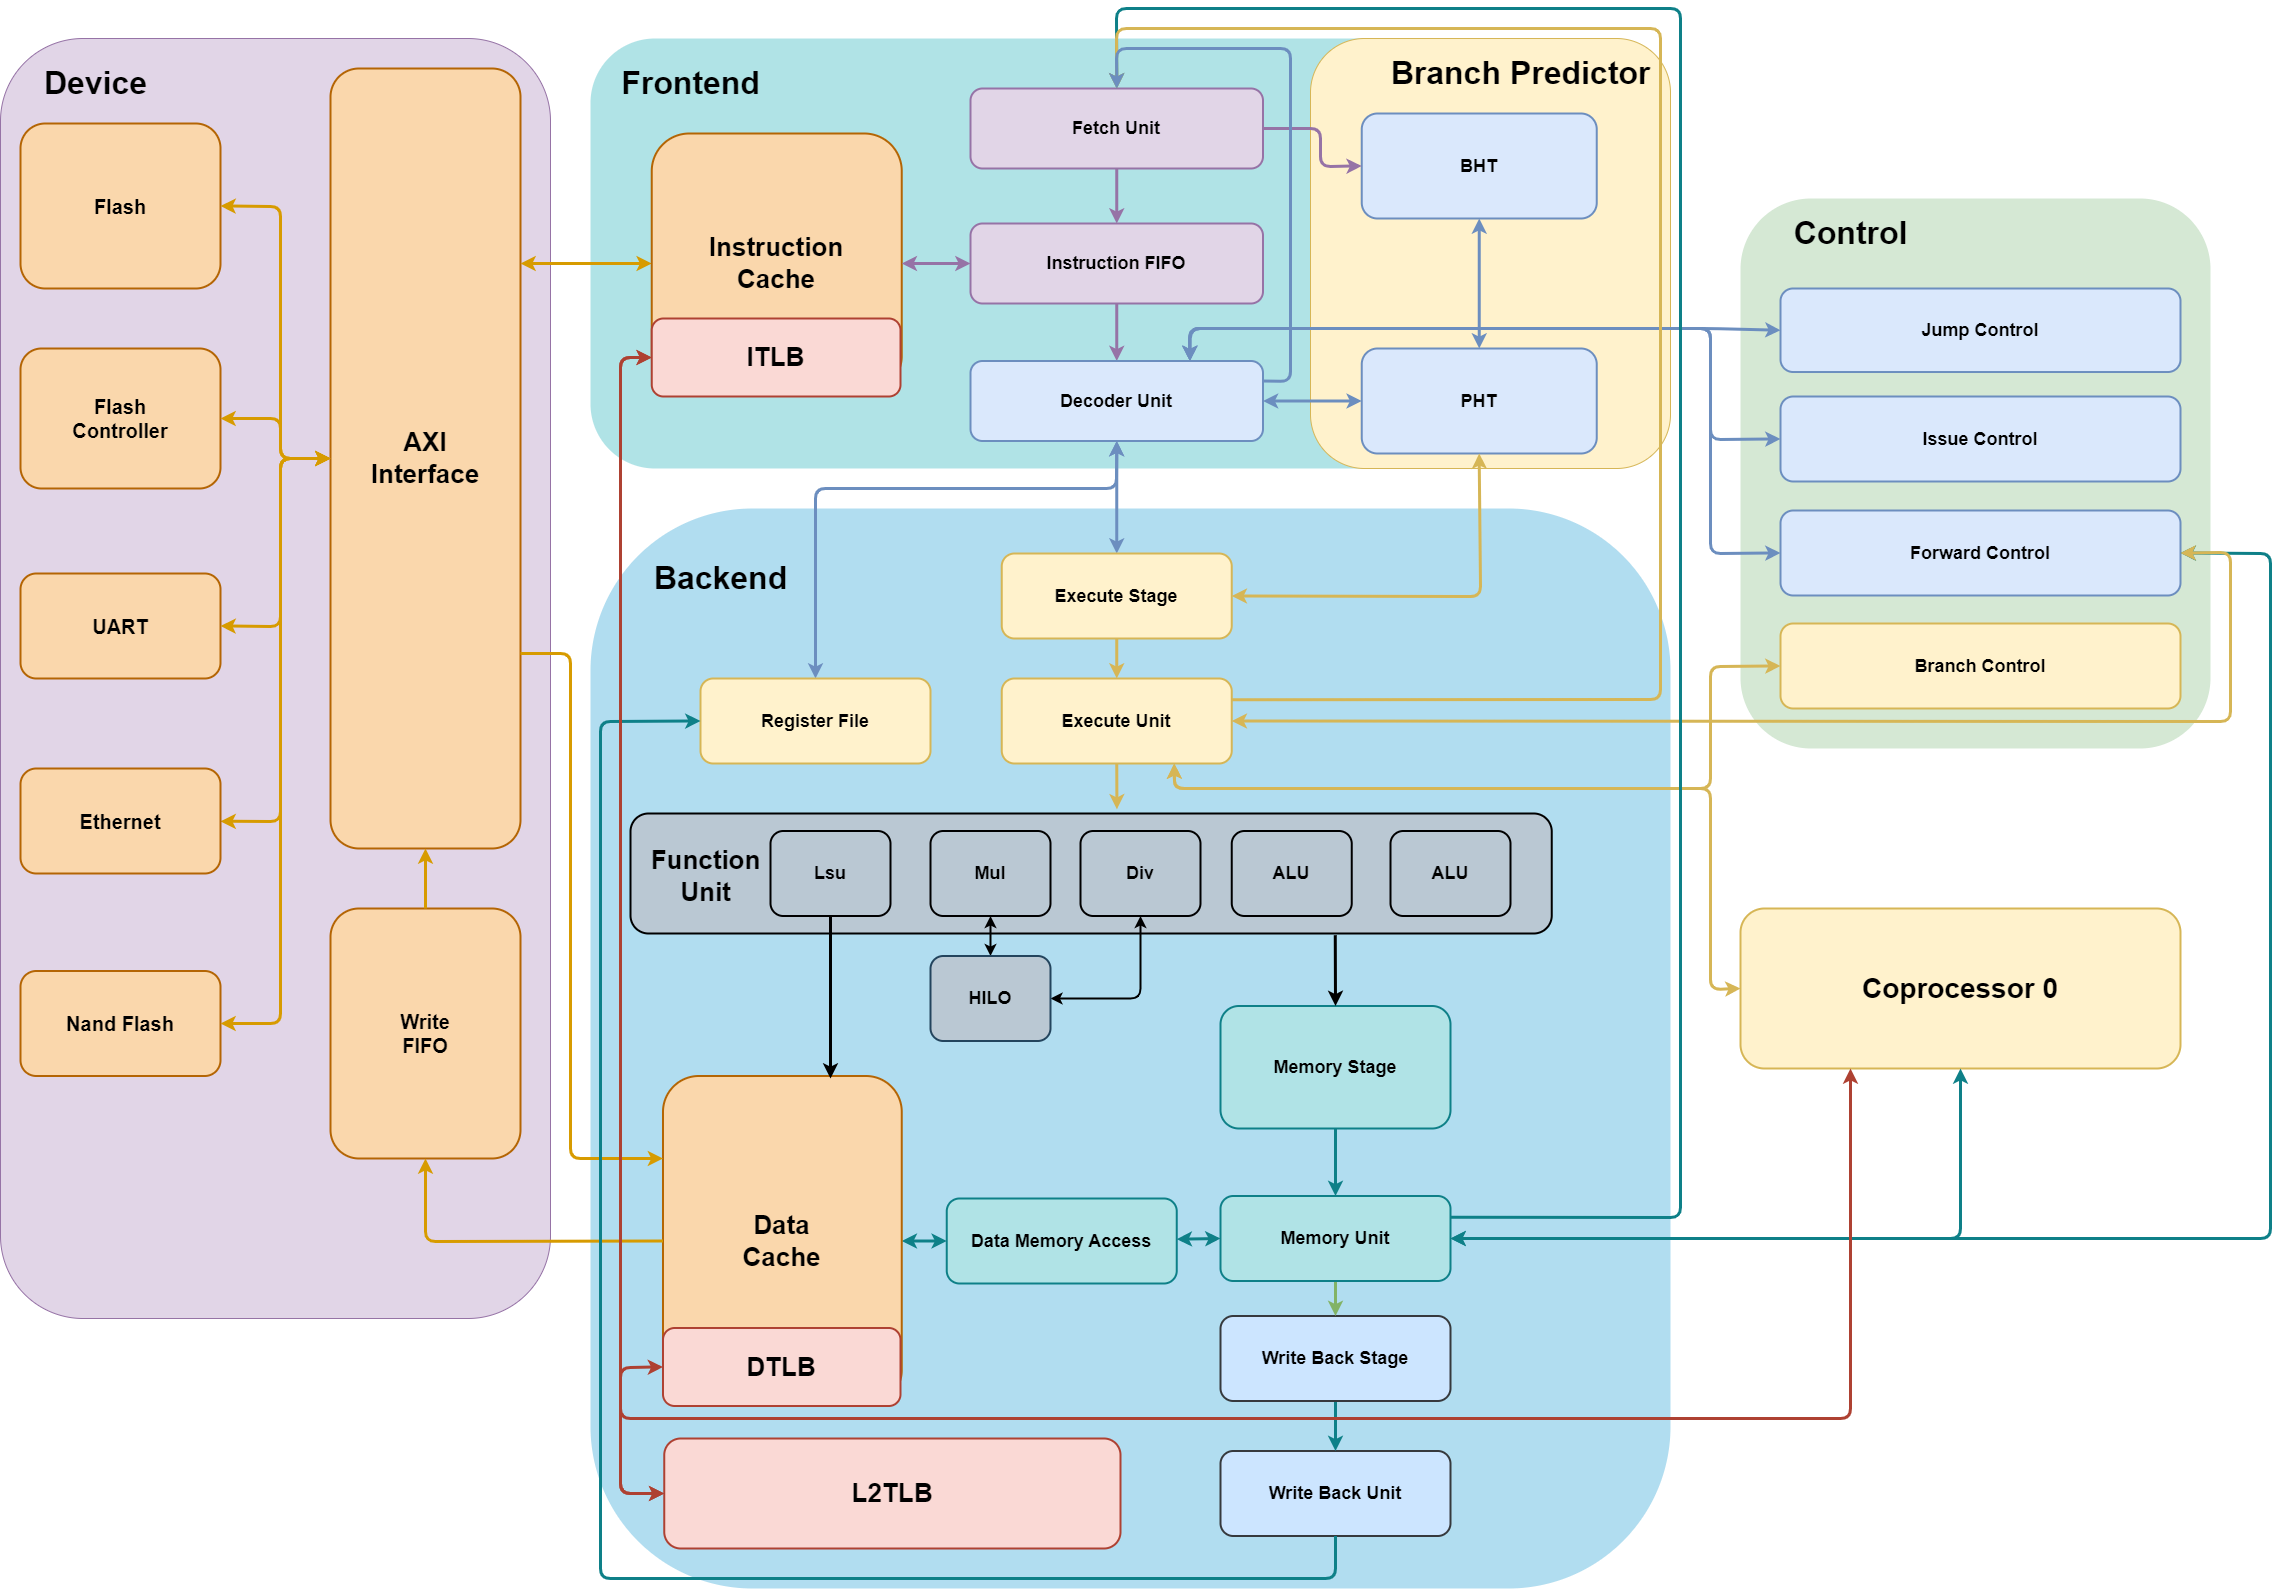 Device
Flash
Flash
Controller
UART
Ethernet
Nand Flash
AXI
Interface
Write
FIFO
Frontend
Instruction
Cache
ITLB
Fetch Unit
Instruction FIFO
Decoder Unit
Branch Predictor
BHT
PHT
Control
Jump Control
Issue Control
Forward Control
Branch Control
Backend
Execute Stage
Register File
Execute Unit
Function
Unit
Lsu
Mul
Div
ALU
ALU
HILO
Memory Stage
Coprocessor 0
Data
Cache
Data Memory Access
Memory Unit
DTLB
Write Back Stage
L2TLB
Write Back Unit